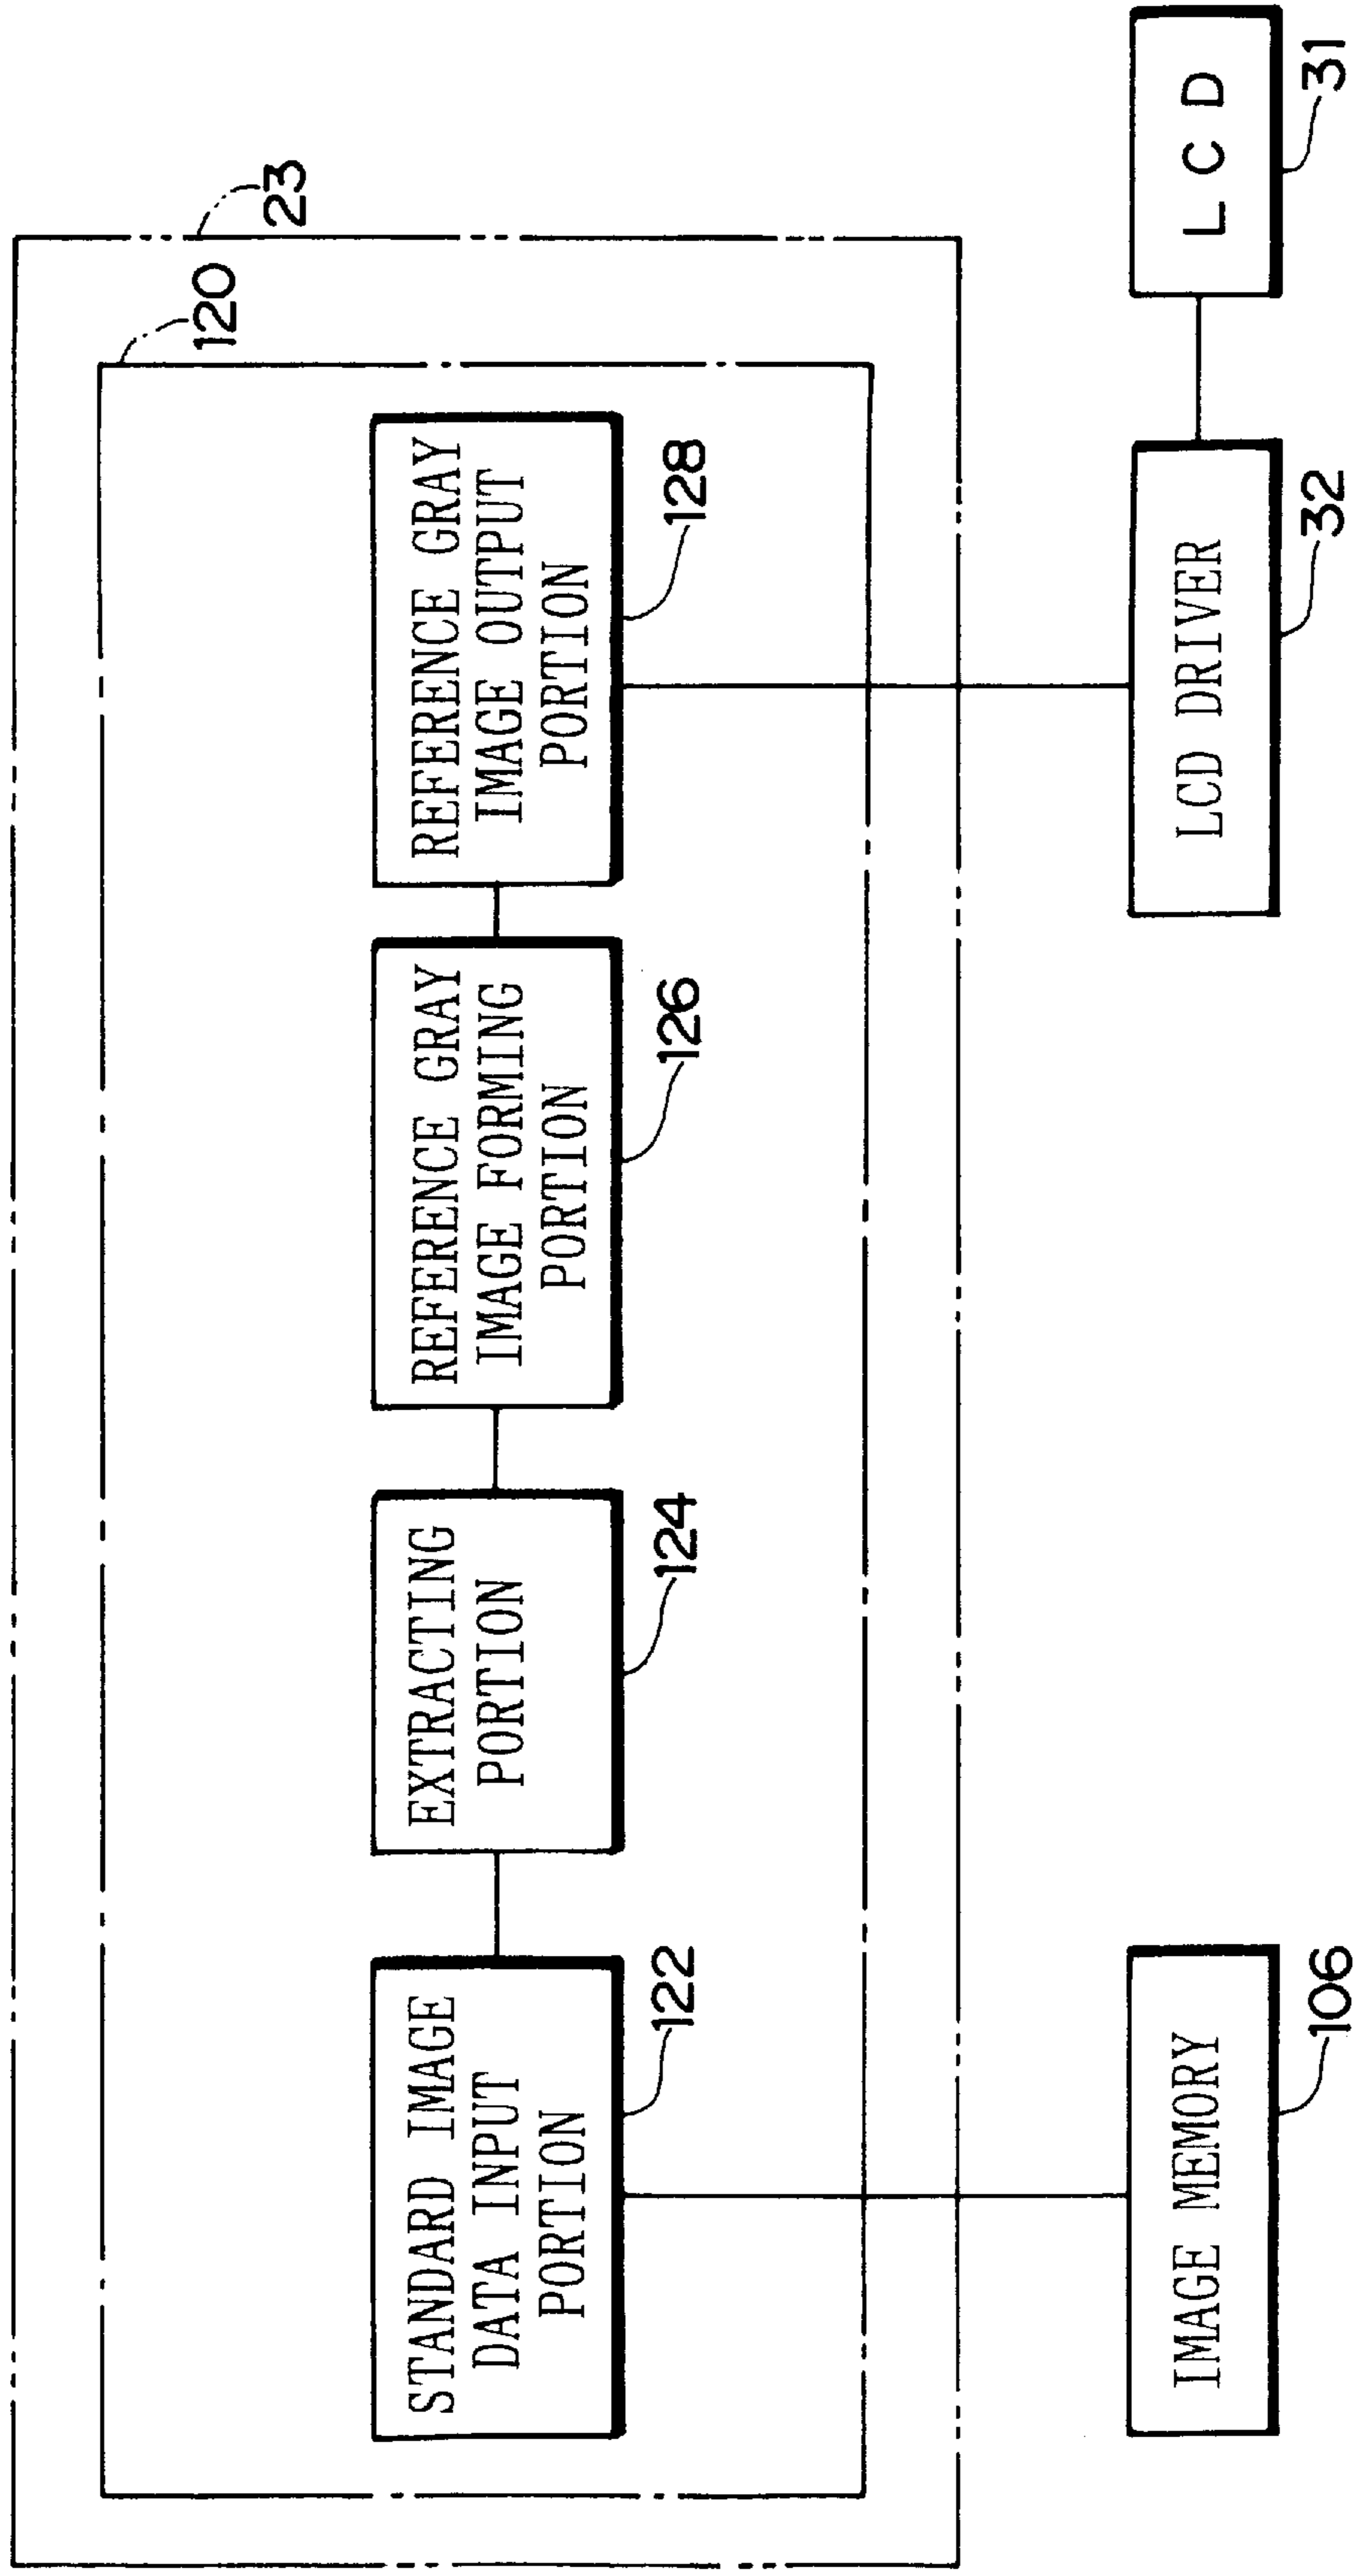 23
120
STANDARD IMAGE
DATA INPUT
PORTION
122
EXTRACTING
PORTION
124
REFERENCE GRAY
IMAGE FORMING
PORTION
126
REFERENCE GRAY
IMAGE OUTPUT
PORTION
128
IMAGE MEMORY
106
LCD DRIVER
32
LCD
31